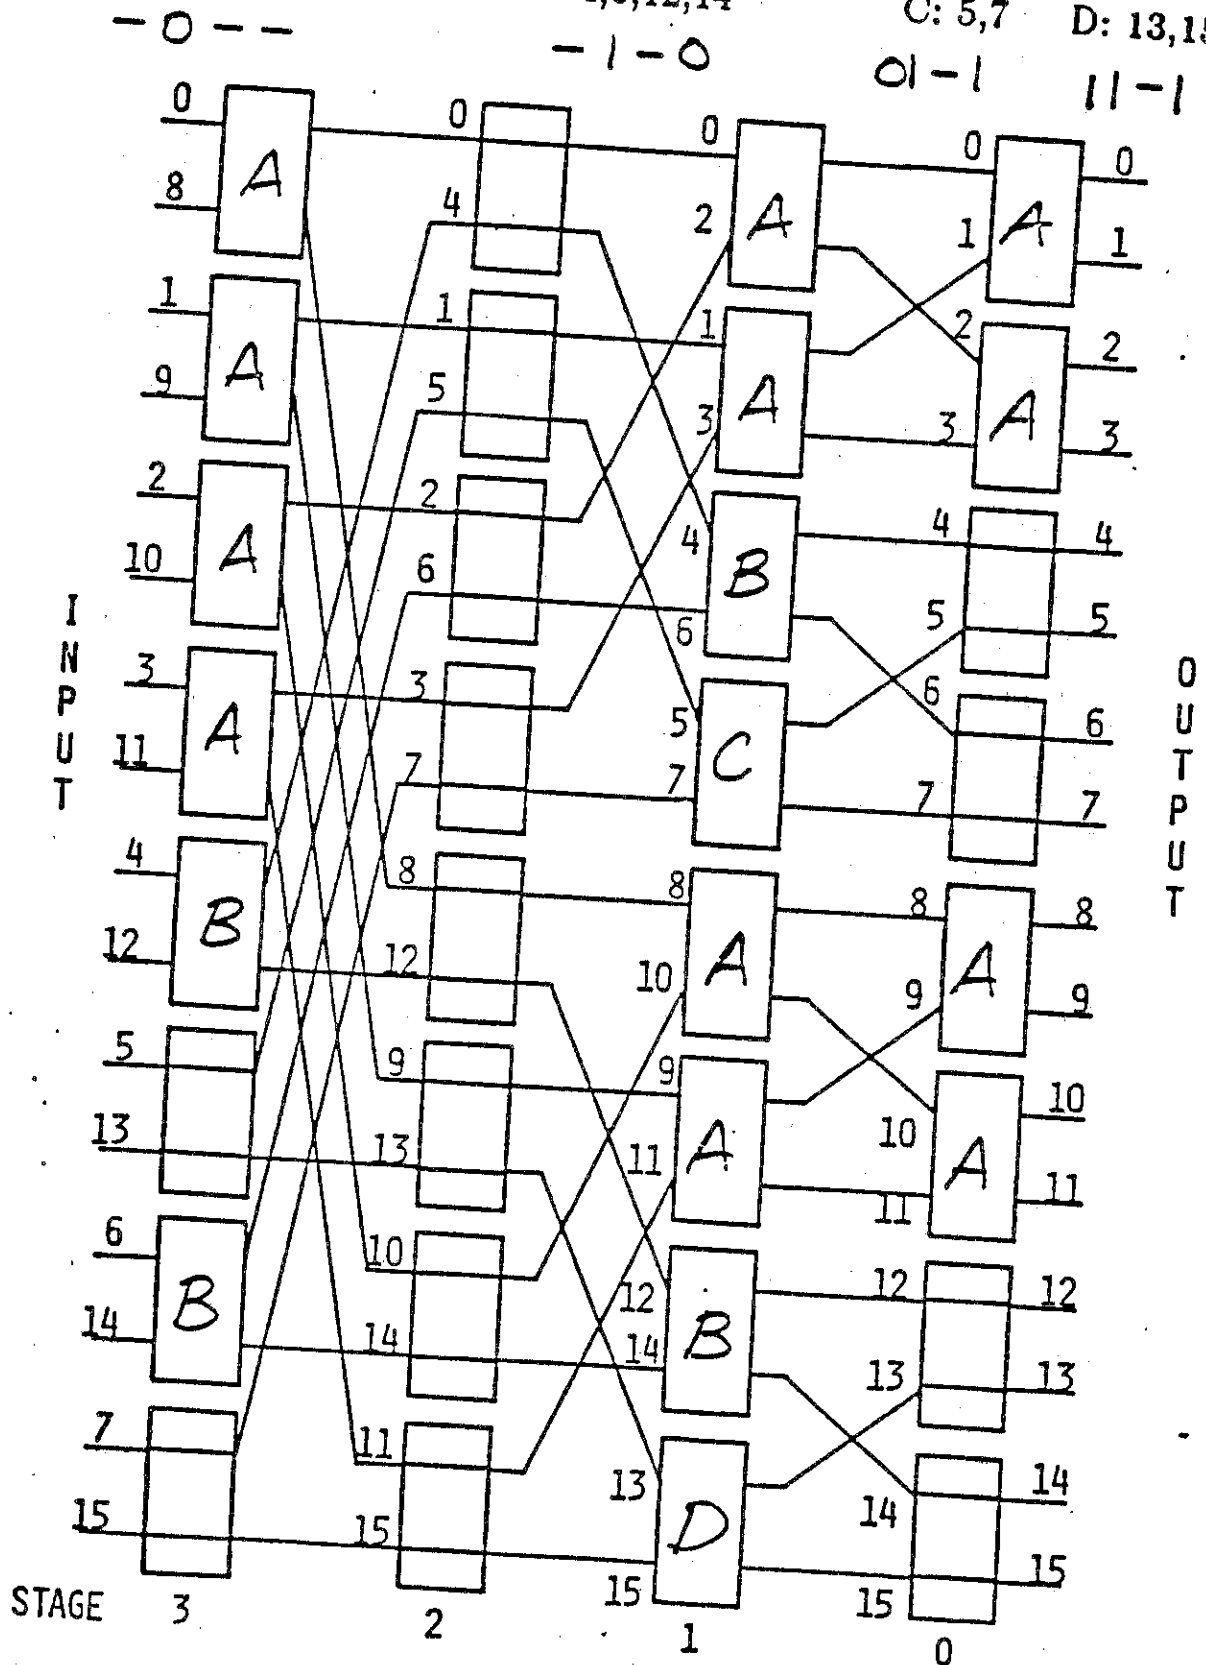 C: 5,7 D: 13,15
- 0 - - - 1 - 0 01-1 11-1
0 0 0 0 0
A
8 4 2 A 1 A 1
1 1 1 2 2
A
9 5 3 A 3 A 3
2 2 4 4 4
A B
10 6 6 5 5
3 3 5 6 6
A C
11 7 7 7 7
4 8 8 8 8
B A A
12 12 10 9 9
5 9 9 10 10
A A
13 13 11 11 11
6 10 12 12 12
B B
14 14 14 13 13
7 11 13 14 14
D
15 15 15 15 15
INPUT
OUTPUT
STAGE 3 2 1 0